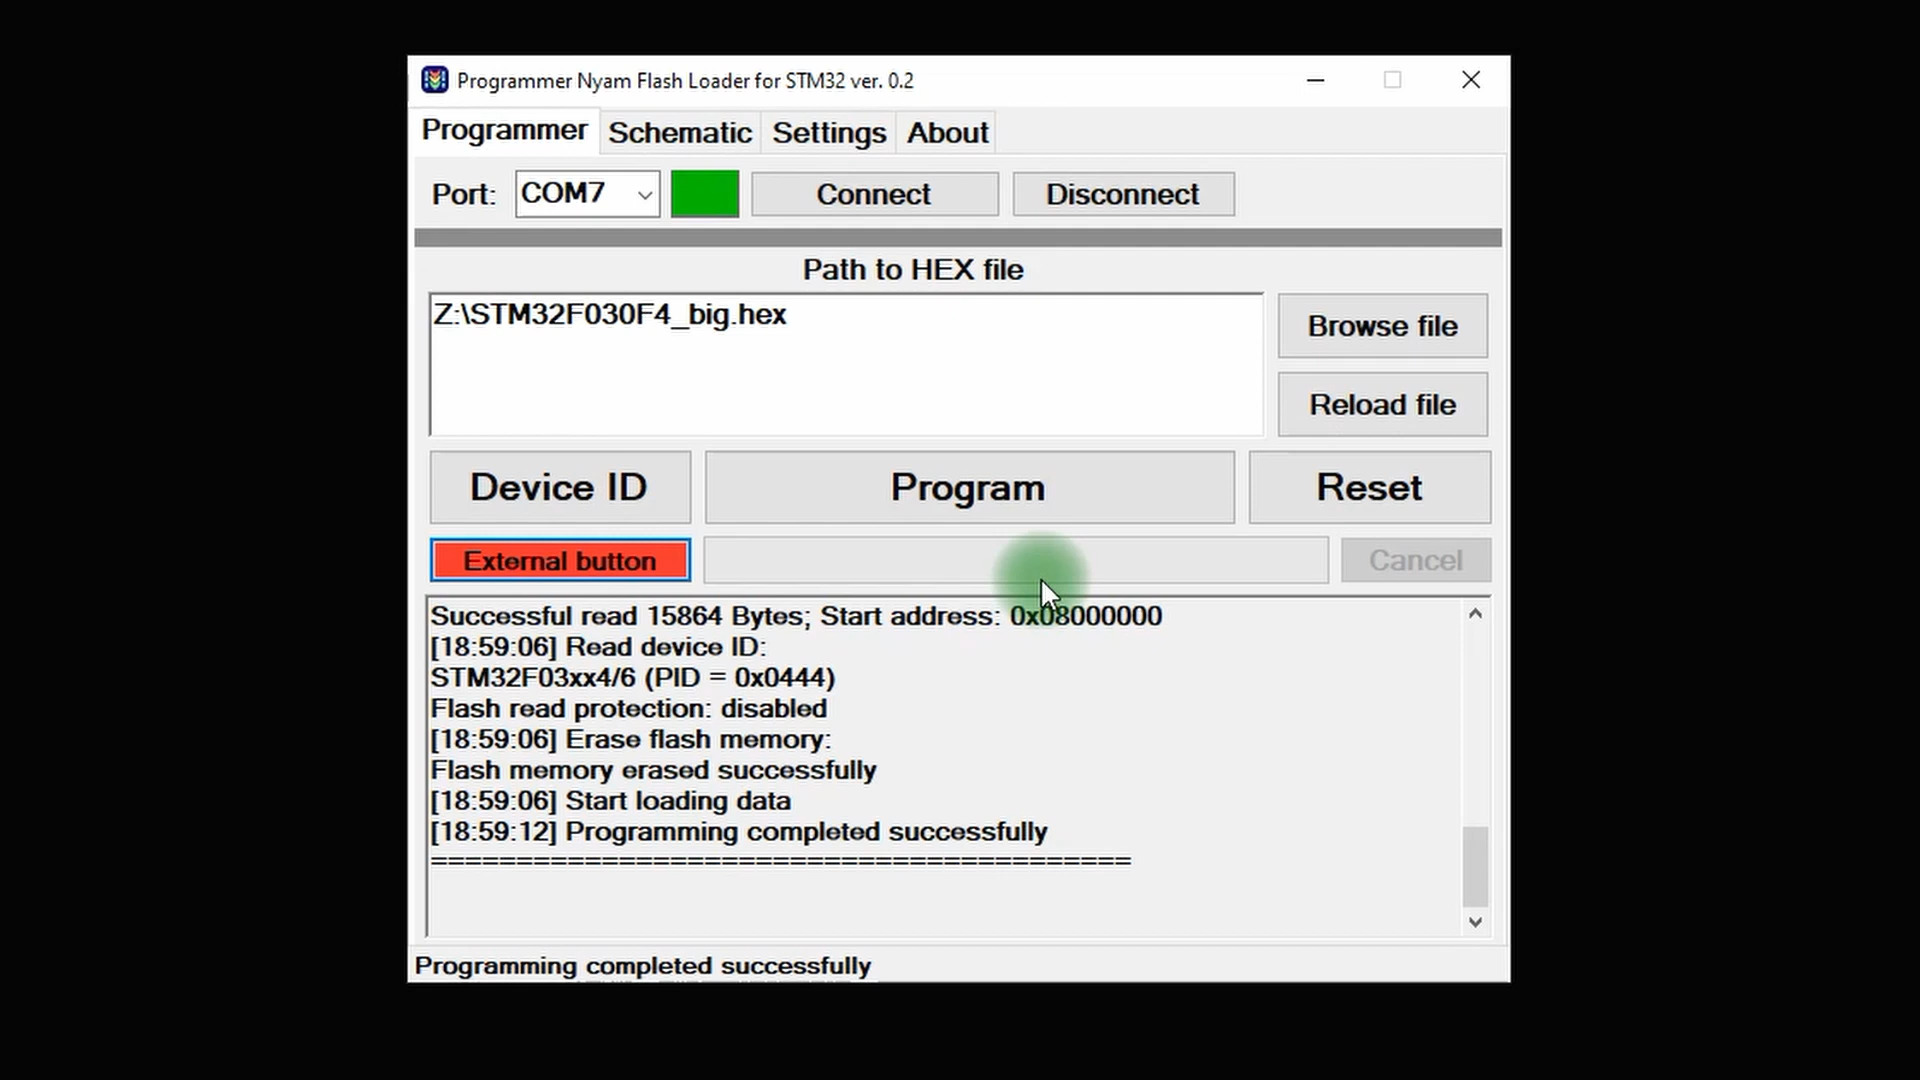 Programmer Nyam Flash Loader for STM32 ver. 0.2
Programmer Schematic Settings About
Port: COM7 Connect Disconnect
Path to HEX file
Z:\STM32F030F4_big.hex
Browse file
Reload file
Device ID Program Reset
External button Cancel
Successful read 15864 Bytes; Start address: 0x08000000
[18:59:06] Read device ID:
STM32F03xx4/6 (PID = 0x0444)
Flash read protection: disabled
[18:59:06] Erase flash memory:
Flash memory erased successfully
[18:59:06] Start loading data
[18:59:12] Programming completed successfully
=========================================
Programming completed successfully